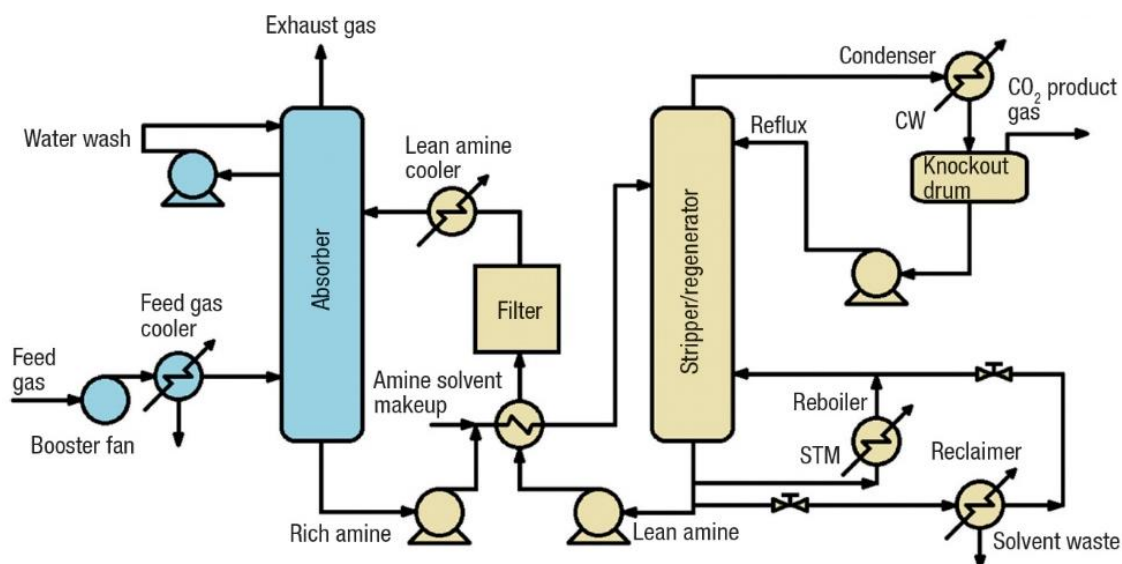 Exhaust gas
Condenser
CO₂ product
gas
Water wash
Lean amine
cooler
Reflux
CW
Knockout
drum
Absorber
Stripper/regenerator
Feed gas
cooler
Filter
Feed
gas
Amine solvent
makeup
Booster fan
Reboiler
STM
Reclaimer
Rich amine
Lean amine
Solvent waste